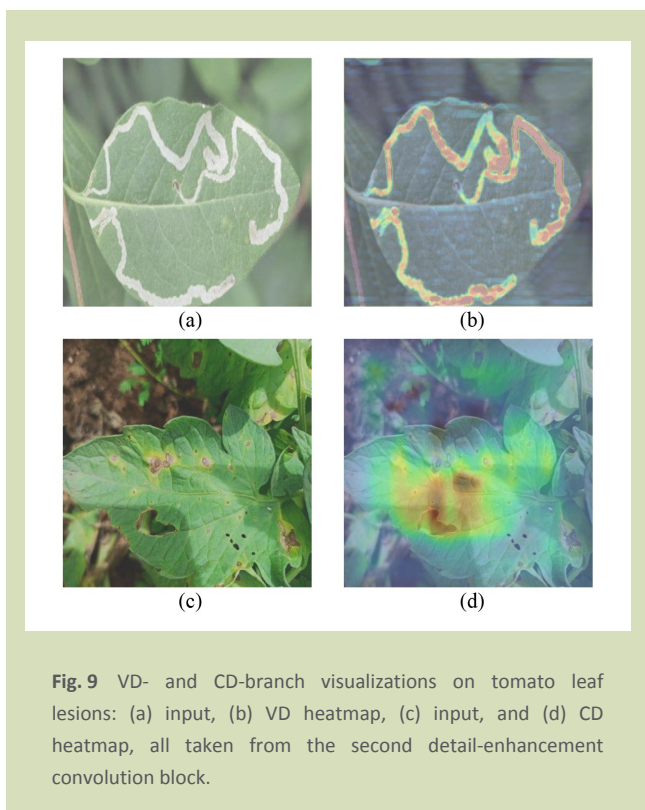 (a)
(b)
(c)
(d)
Fig. 9 VD- and CD-branch visualizations on tomato leaf
lesions: (a) input, (b) VD heatmap, (c) input, and (d) CD
heatmap, all taken from the second detail-enhancement
convolution block.